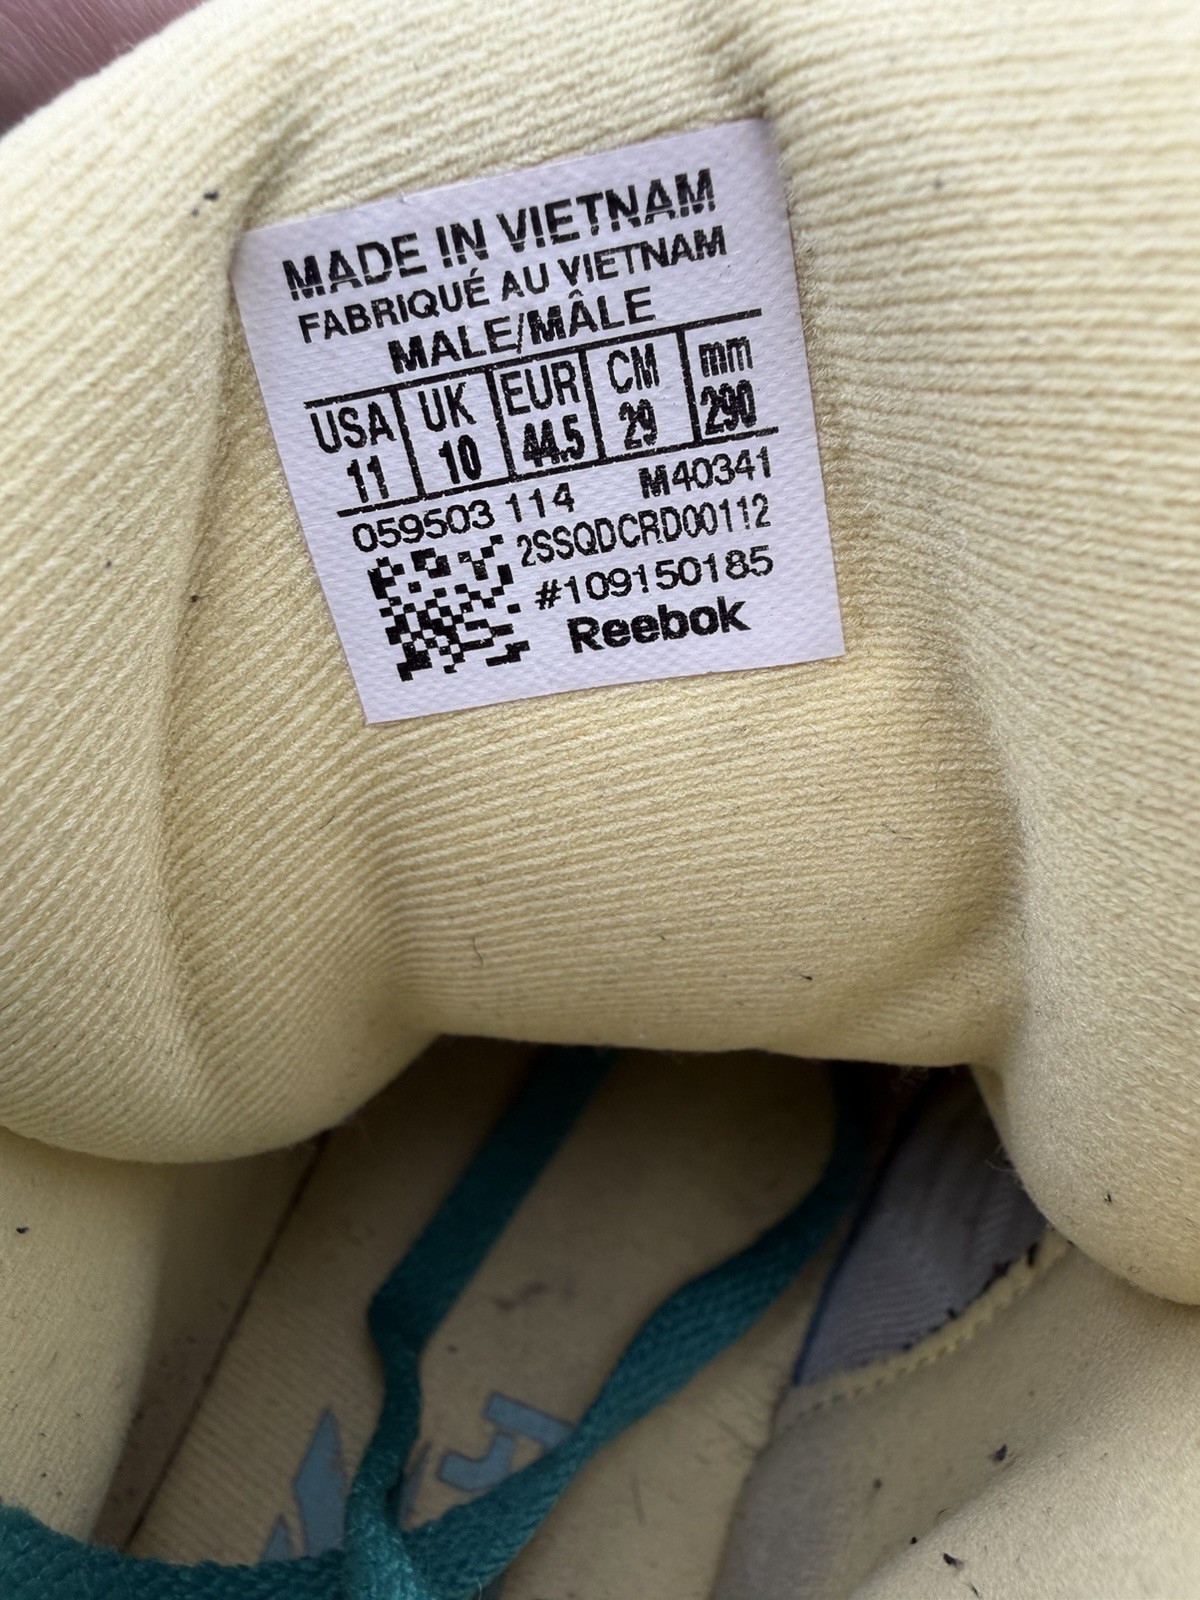 MADE IN VIETNAM
FABRIQUÉ AU VIETNAM
MALE/MÂLE
USA UK EUR CM mm
11 10 44.5 29 290
059503 114 M40341
2SSQDCRD00112
#109150185
Reebok